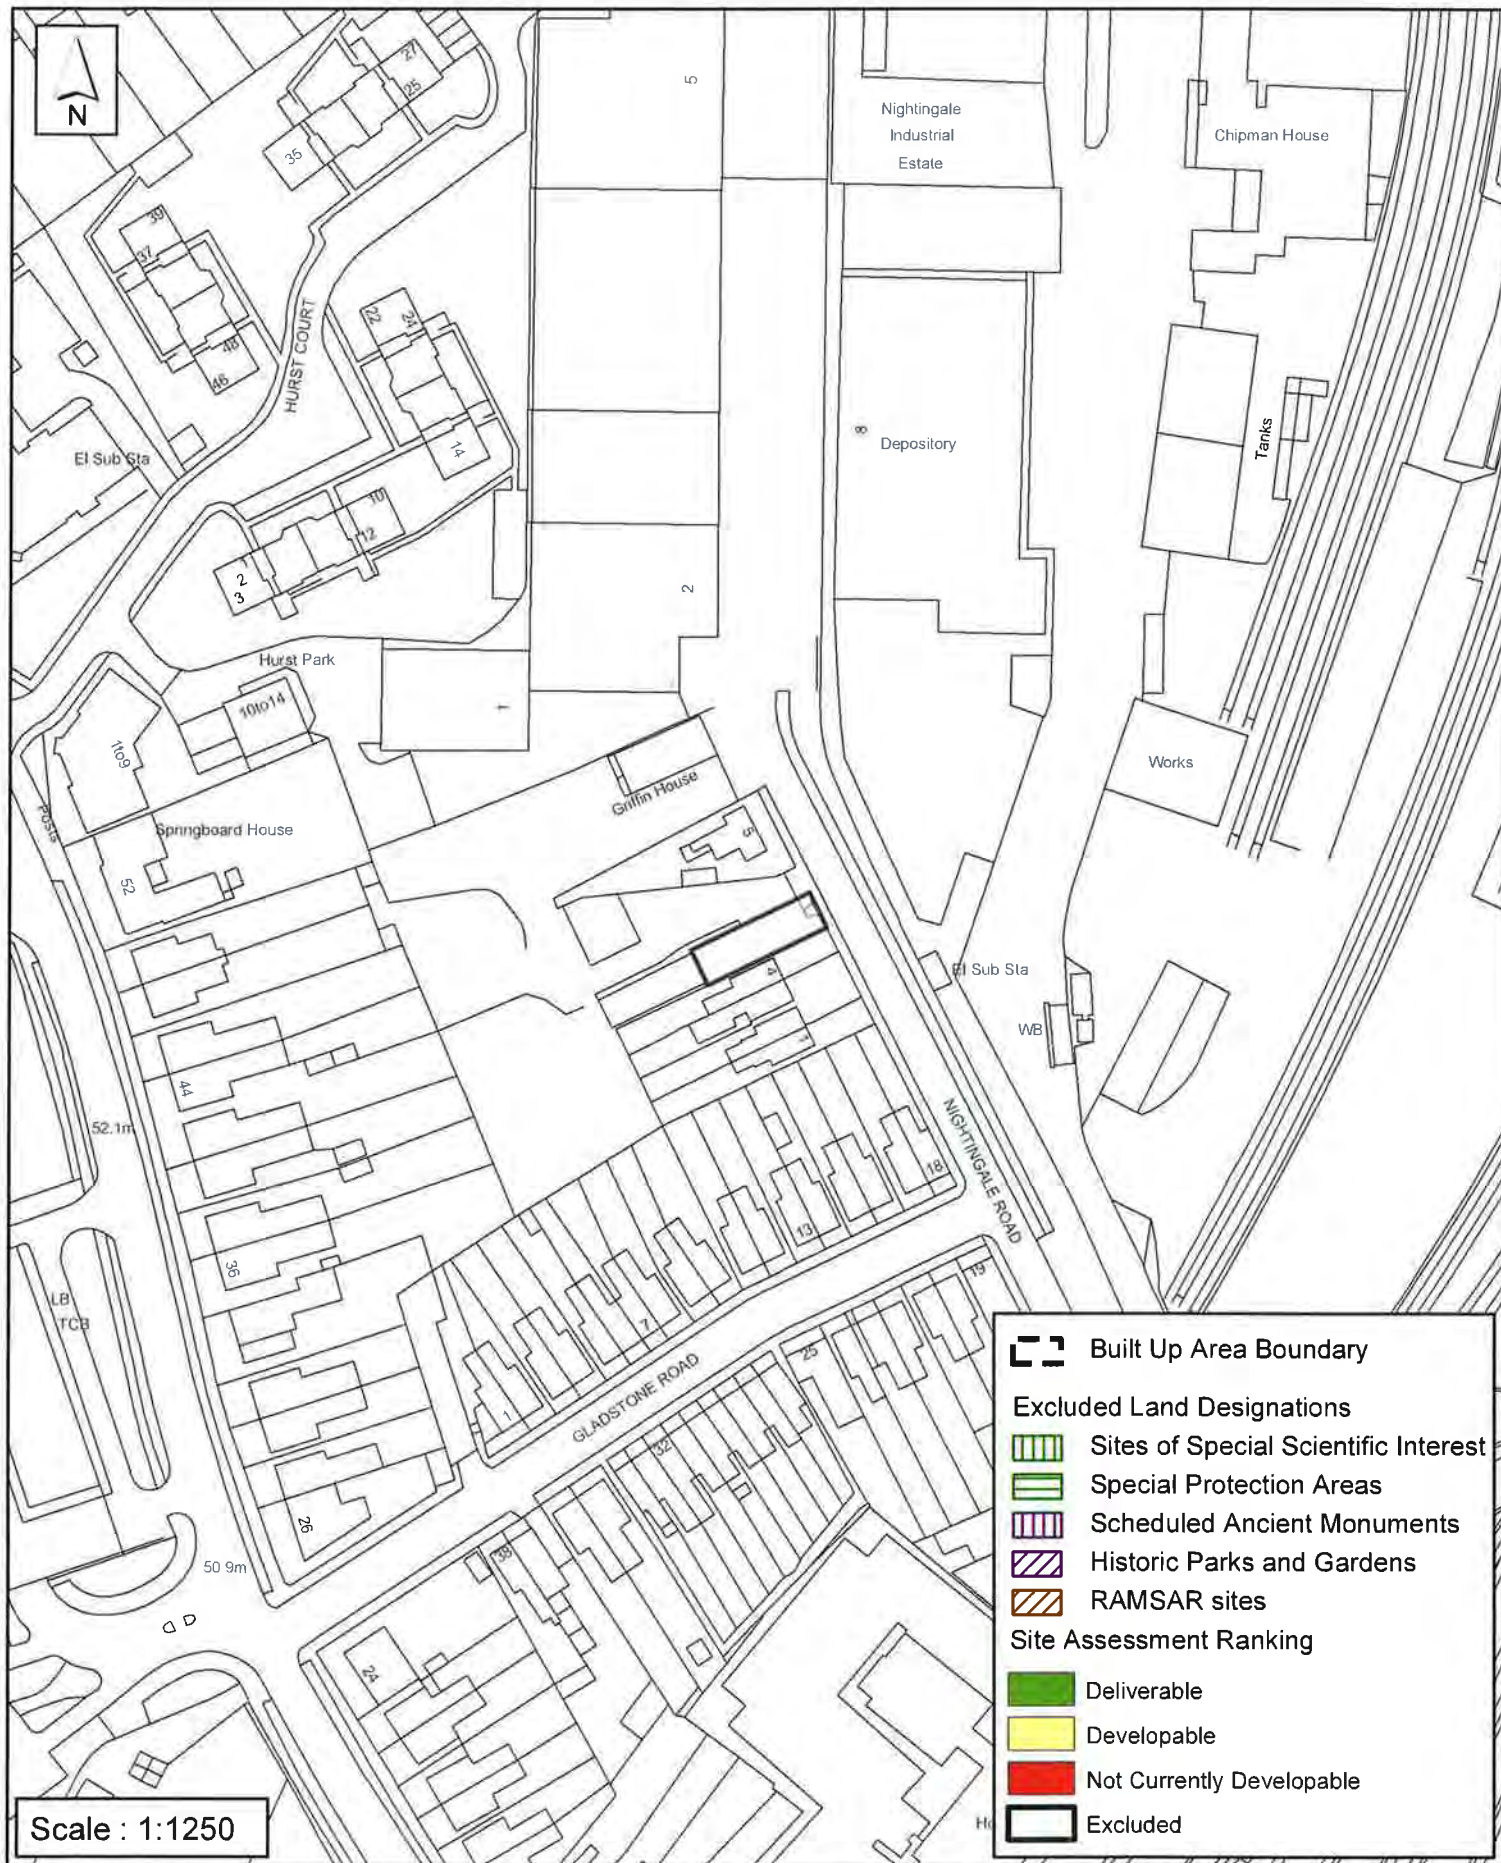 N
27
25
35
39
37
48
46
HURST COURT
22
24
14
El Sub Sta
10
12
1
2
3
5
Nightingale
Industrial
Estate
Chipman House
8
Depository
Tanks
2
Hurst Park
10to14
1
1to9
Posts
Springboard House
52
Griffin House
5
Works
4
1
El Sub Sta
WB
44
52.1m
36
LB
TCB
NIGHTINGALE ROAD
18
13
7
1
GLADSTONE ROAD
19
25
32
26
50 9m
38
24
Scale : 1:1250
Built Up Area Boundary
Excluded Land Designations
Sites of Special Scientific Interest
Special Protection Areas
Scheduled Ancient Monuments
Historic Parks and Gardens
RAMSAR sites
Site Assessment Ranking
Deliverable
Developable
Not Currently Developable
Excluded